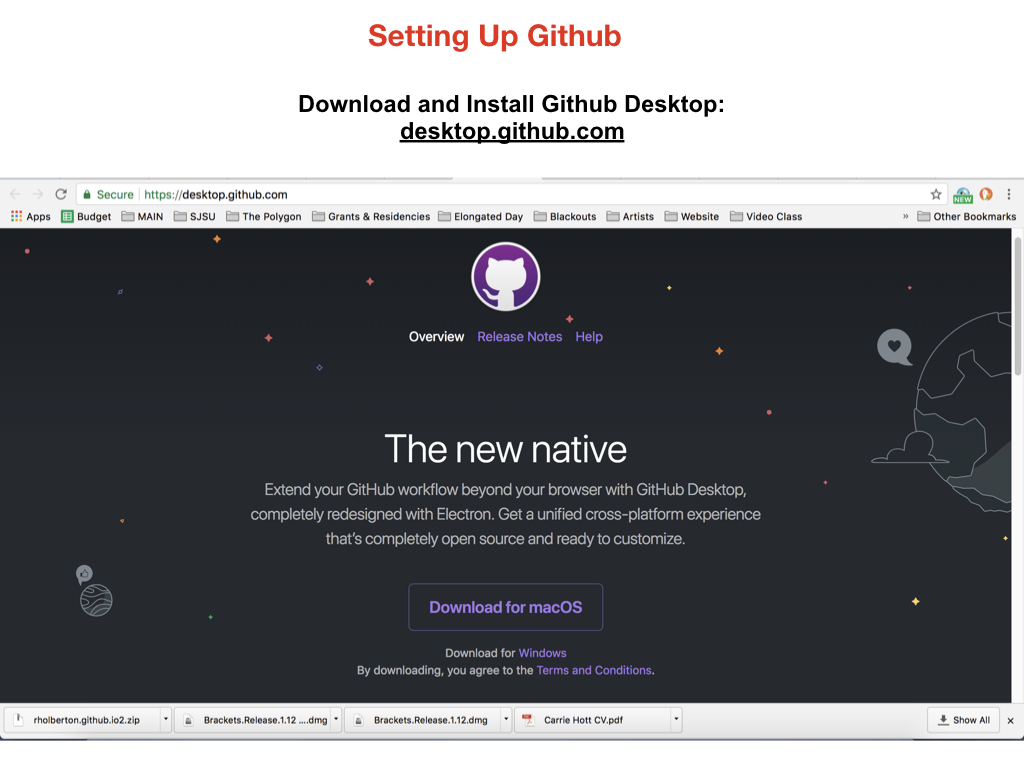 Setting Up Github
Download and Install Github Desktop:
desktop.github.com
Secure https://desktop.github.com
NEW
Apps Budget MAIN SJSU The Polygon Grants & Residencies Elongated Day Blackouts Artists Website Video Class » Other Bookmarks
Overview Release Notes Help
The new native
Extend your GitHub workflow beyond your browser with GitHub Desktop,
completely redesigned with Electron. Get a unified cross-platform experience
that’s completely open source and ready to customize.
Download for macOS
Download for Windows
By downloading, you agree to the Terms and Conditions.
rholberton.github.io2.zip Brackets.Release.1.12 ....dmg Brackets.Release.1.12.dmg Carrie Hott CV.pdf Show All